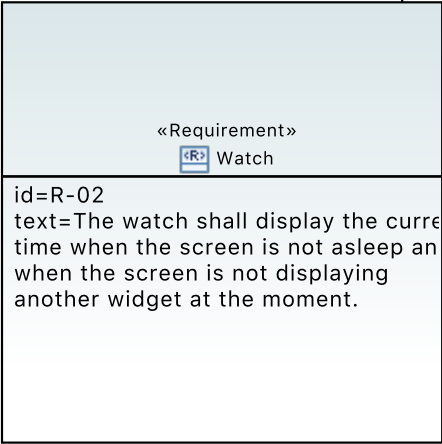 «Requirement»
<R> Watch
id=R-02
text=The watch shall display the curre
time when the screen is not asleep an
when the screen is not displaying
another widget at the moment.